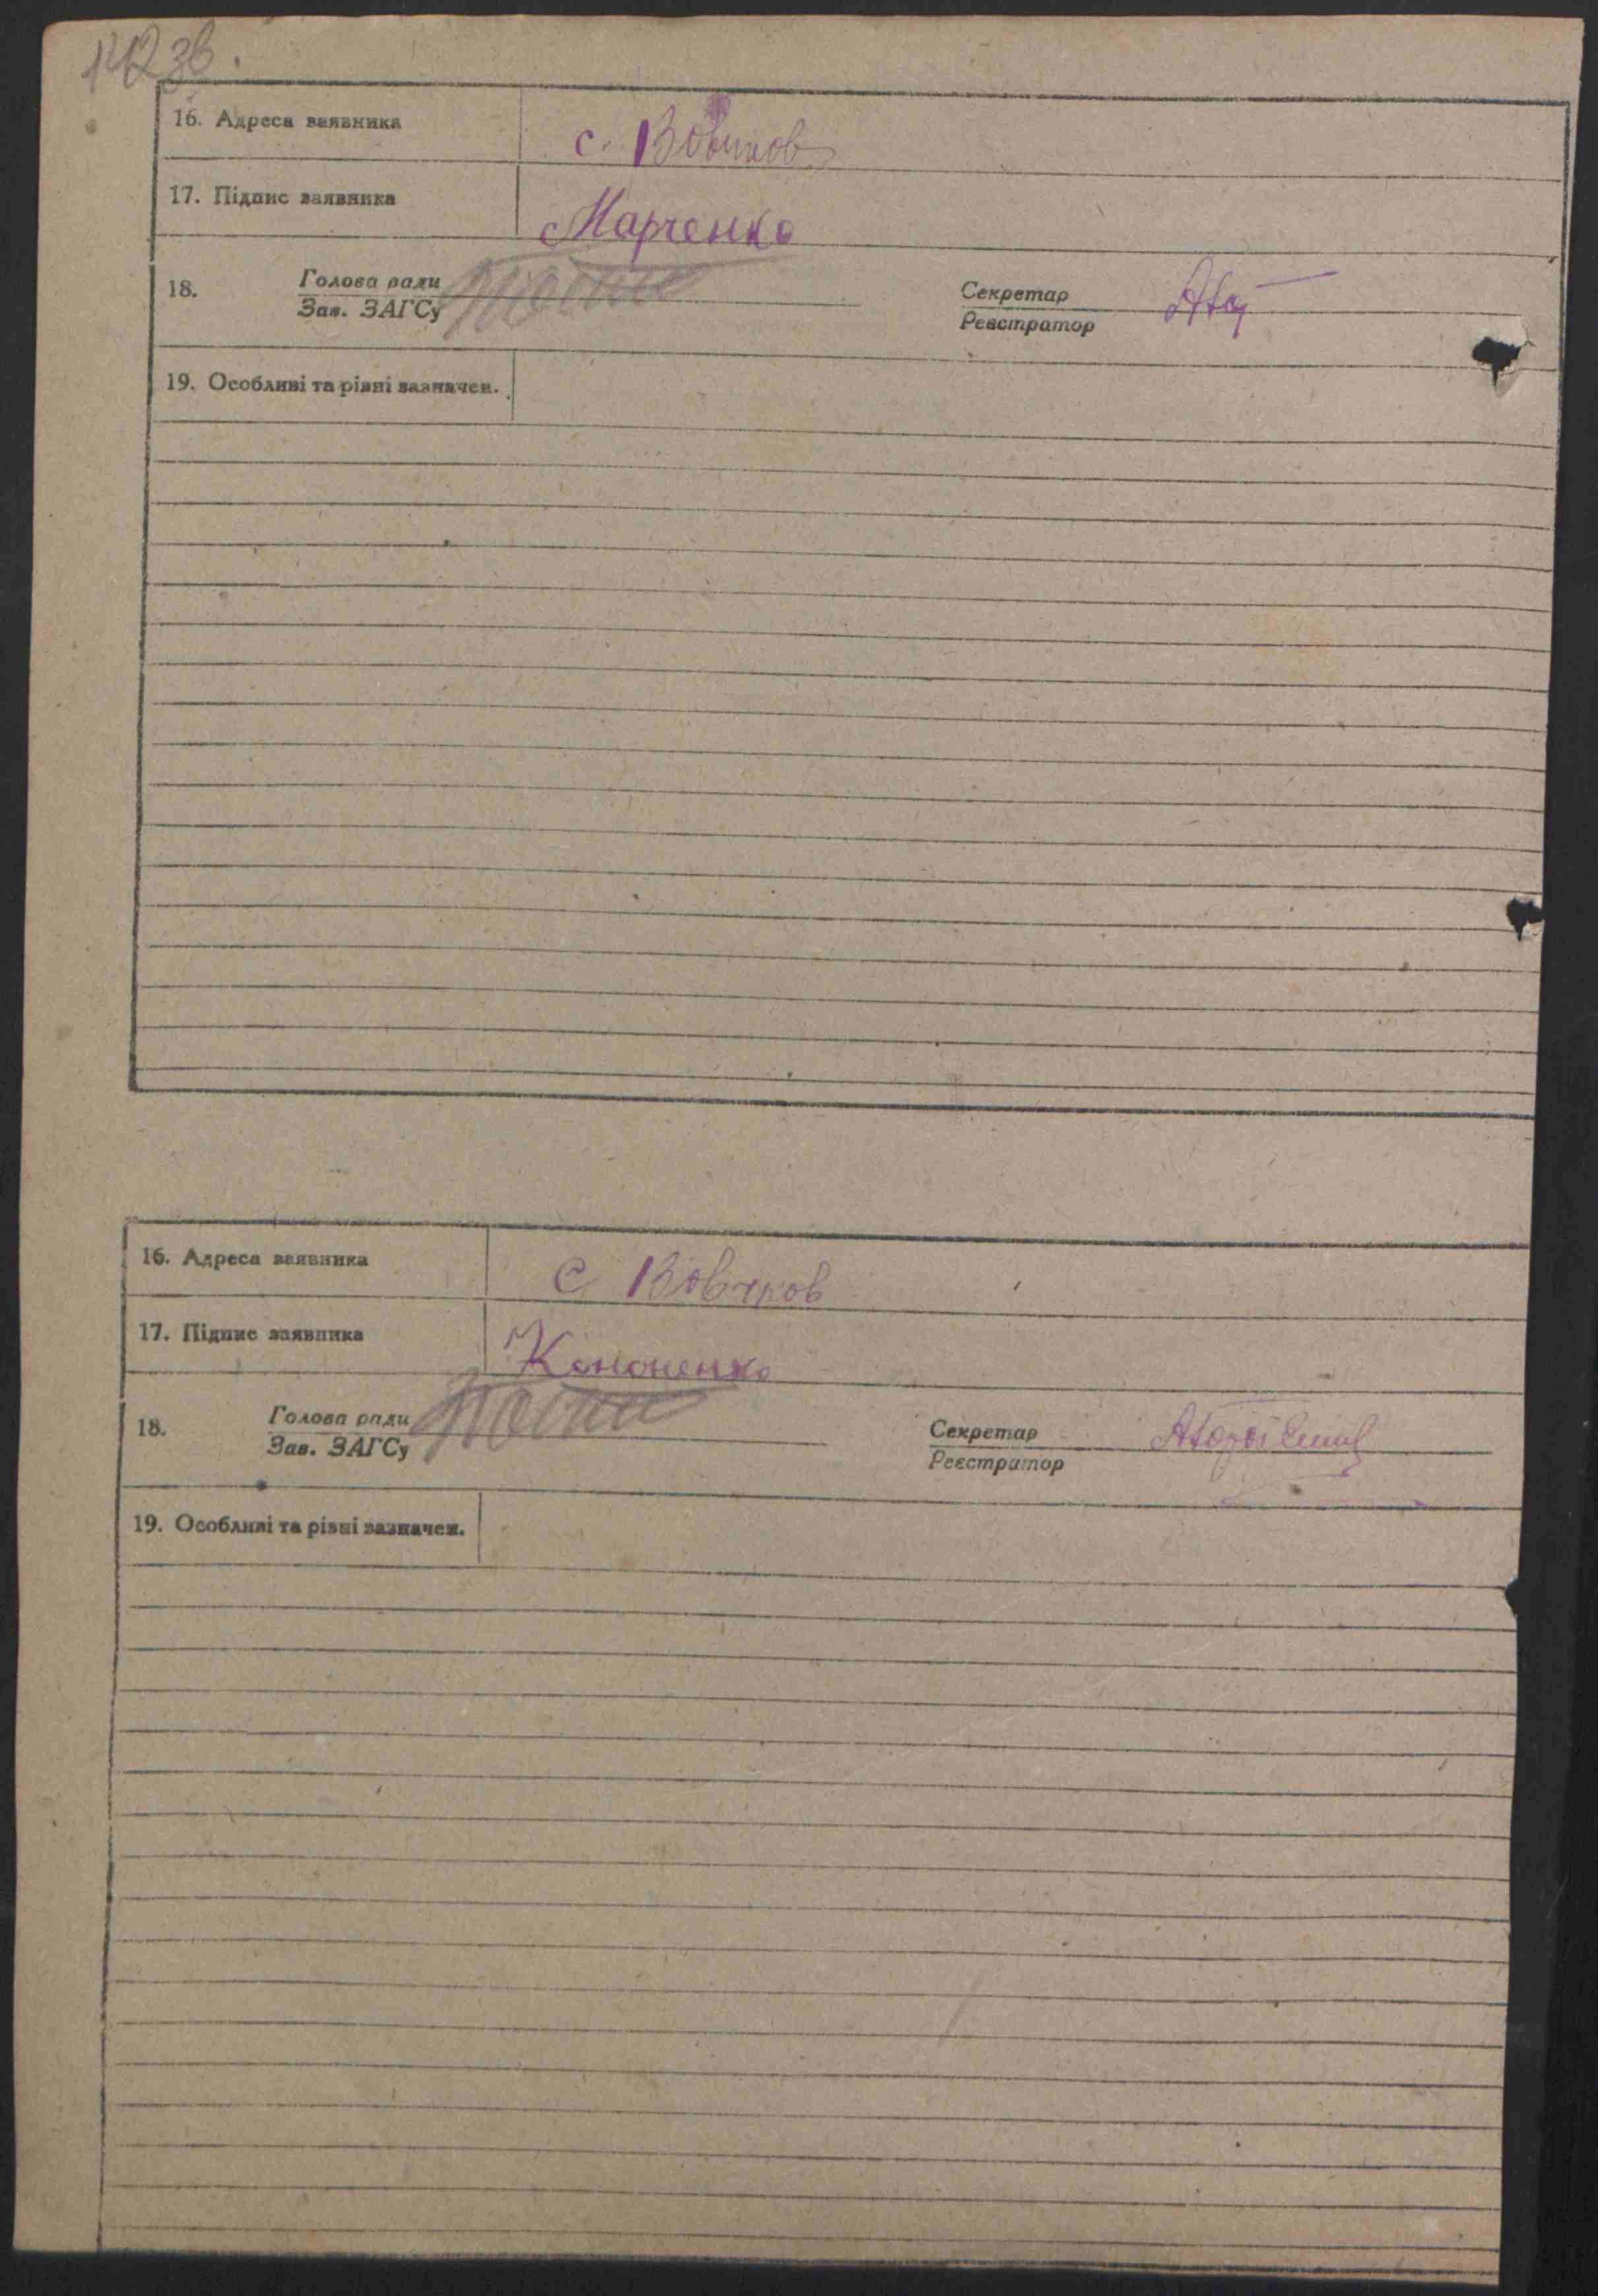 142 зв.
16. Адреса заявника с. Вовчков
17. Підпис заявника Марченко
18. Голова ради Секретар
Зав. ЗАГСу Реєстратор
19. Особливі та різні зазначен.
16. Адреса заявника с Вовчков
17. Підпис заявника Кононенко
18. Голова ради Секретар
Зав. ЗАГСу Реєстратор
19. Особливі та різні зазначен.